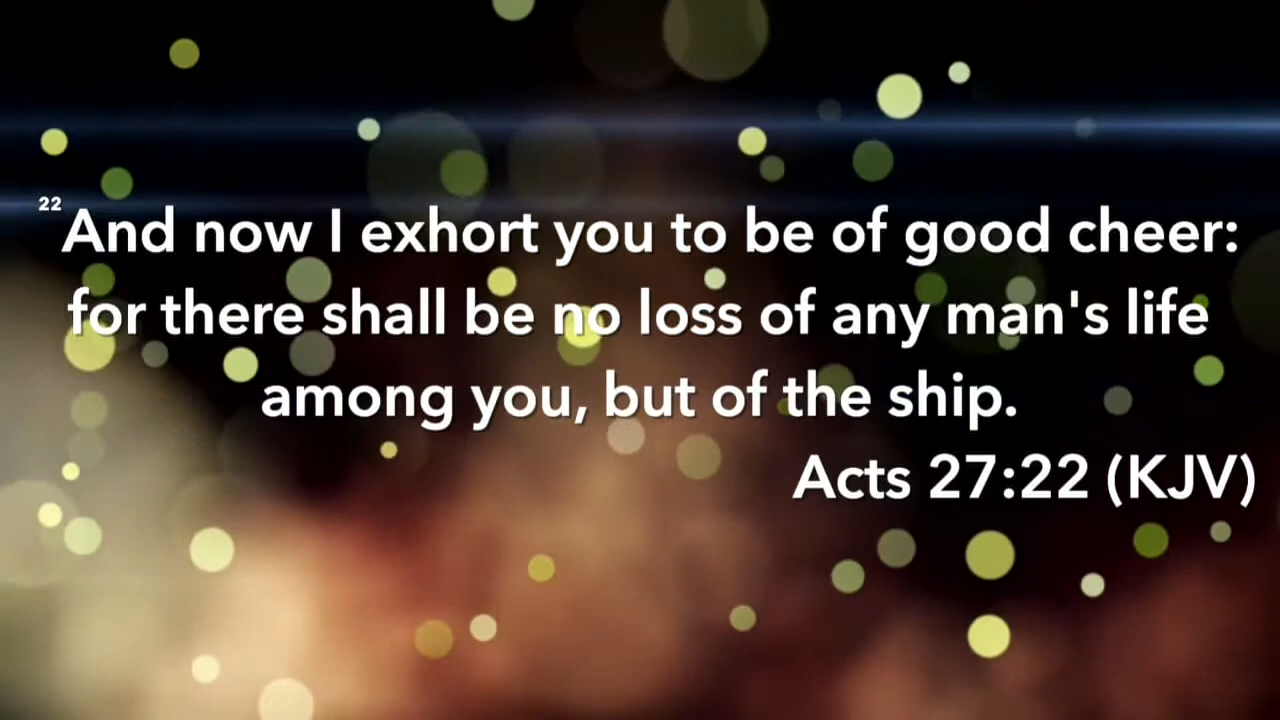 22 And now I exhort you to be of good cheer:
for there shall be no loss of any man's life
among you, but of the ship.
Acts 27:22 (KJV)